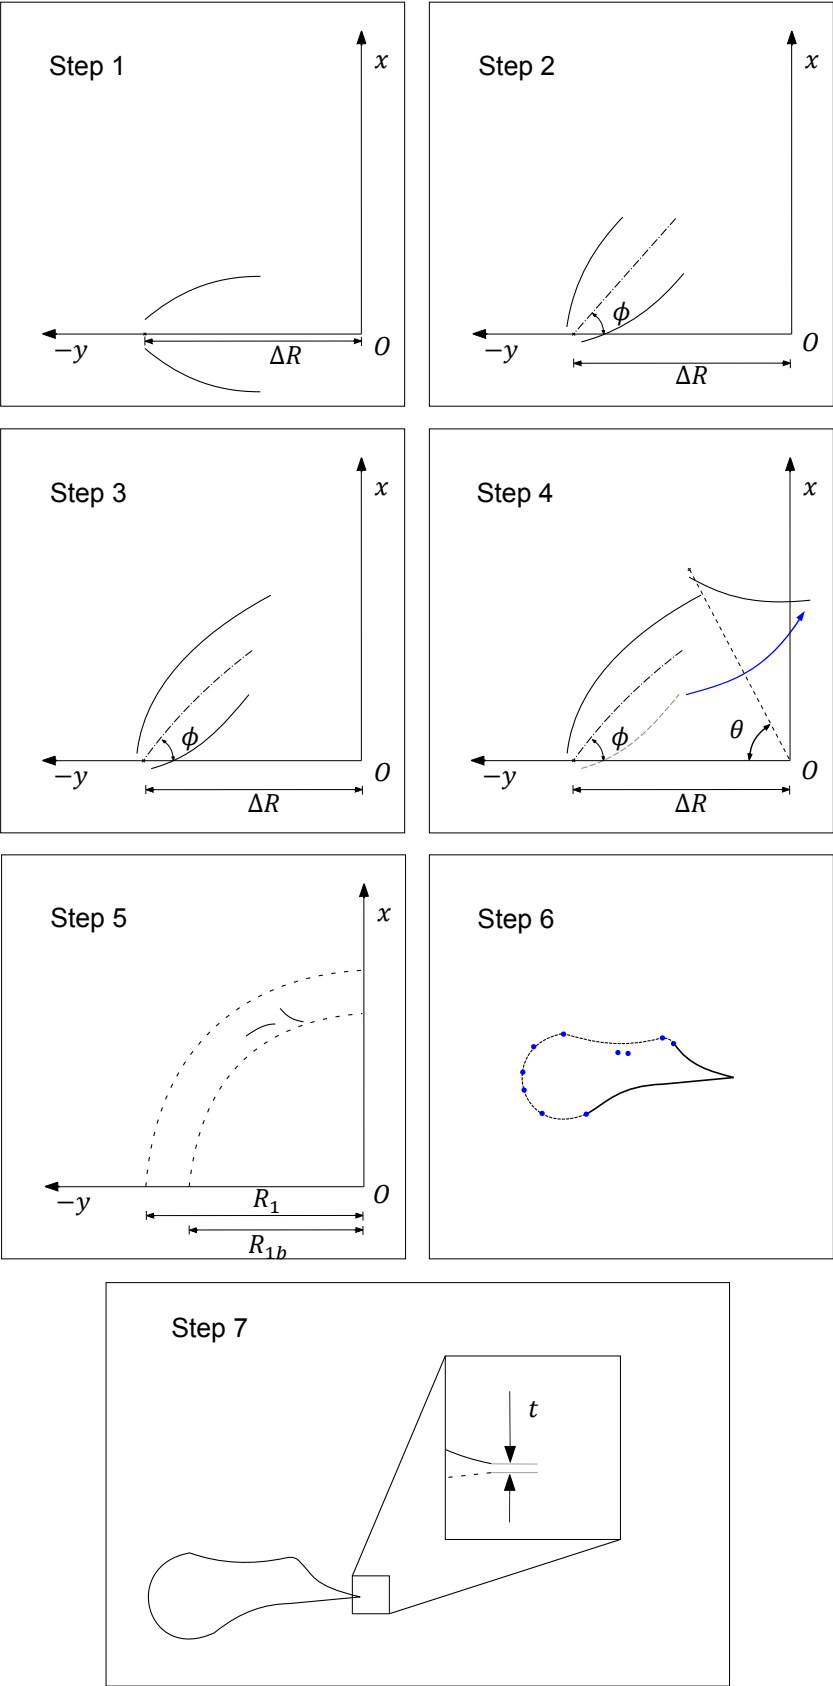 Step 1
x
−y
ΔR
O
Step 2
x
ϕ
−y
ΔR
O
Step 3
x
ϕ
−y
ΔR
O
Step 4
x
ϕ
θ
−y
ΔR
O
Step 5
x
−y
R₁
O
R₁b
Step 6
Step 7
t